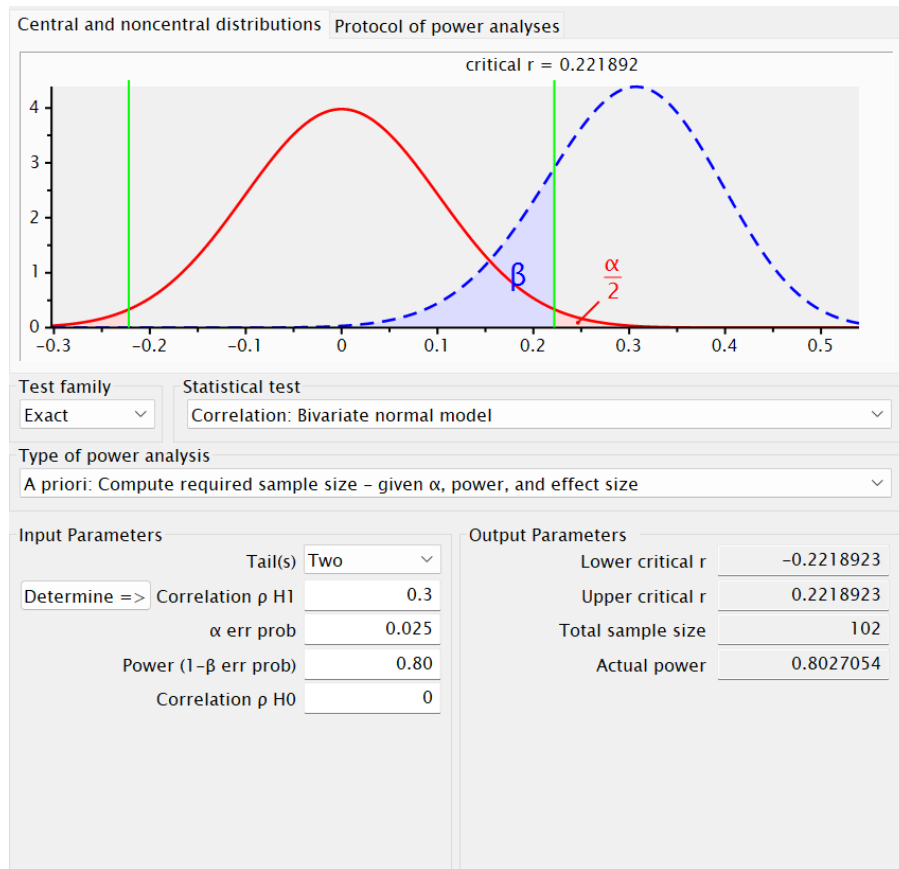 Central and noncentral distributions Protocol of power analyses
critical r = 0.221892
4
3
2
1
0
β
α
2
-0.3 -0.2 -0.1 0 0.1 0.2 0.3 0.4 0.5
Test family Statistical test
Exact Correlation: Bivariate normal model
Type of power analysis
A priori: Compute required sample size – given α, power, and effect size
Input Parameters
Tail(s) Two
Determine => Correlation ρ H1 0.3
α err prob 0.025
Power (1-β err prob) 0.80
Correlation ρ H0 0
Output Parameters
Lower critical r -0.2218923
Upper critical r 0.2218923
Total sample size 102
Actual power 0.8027054